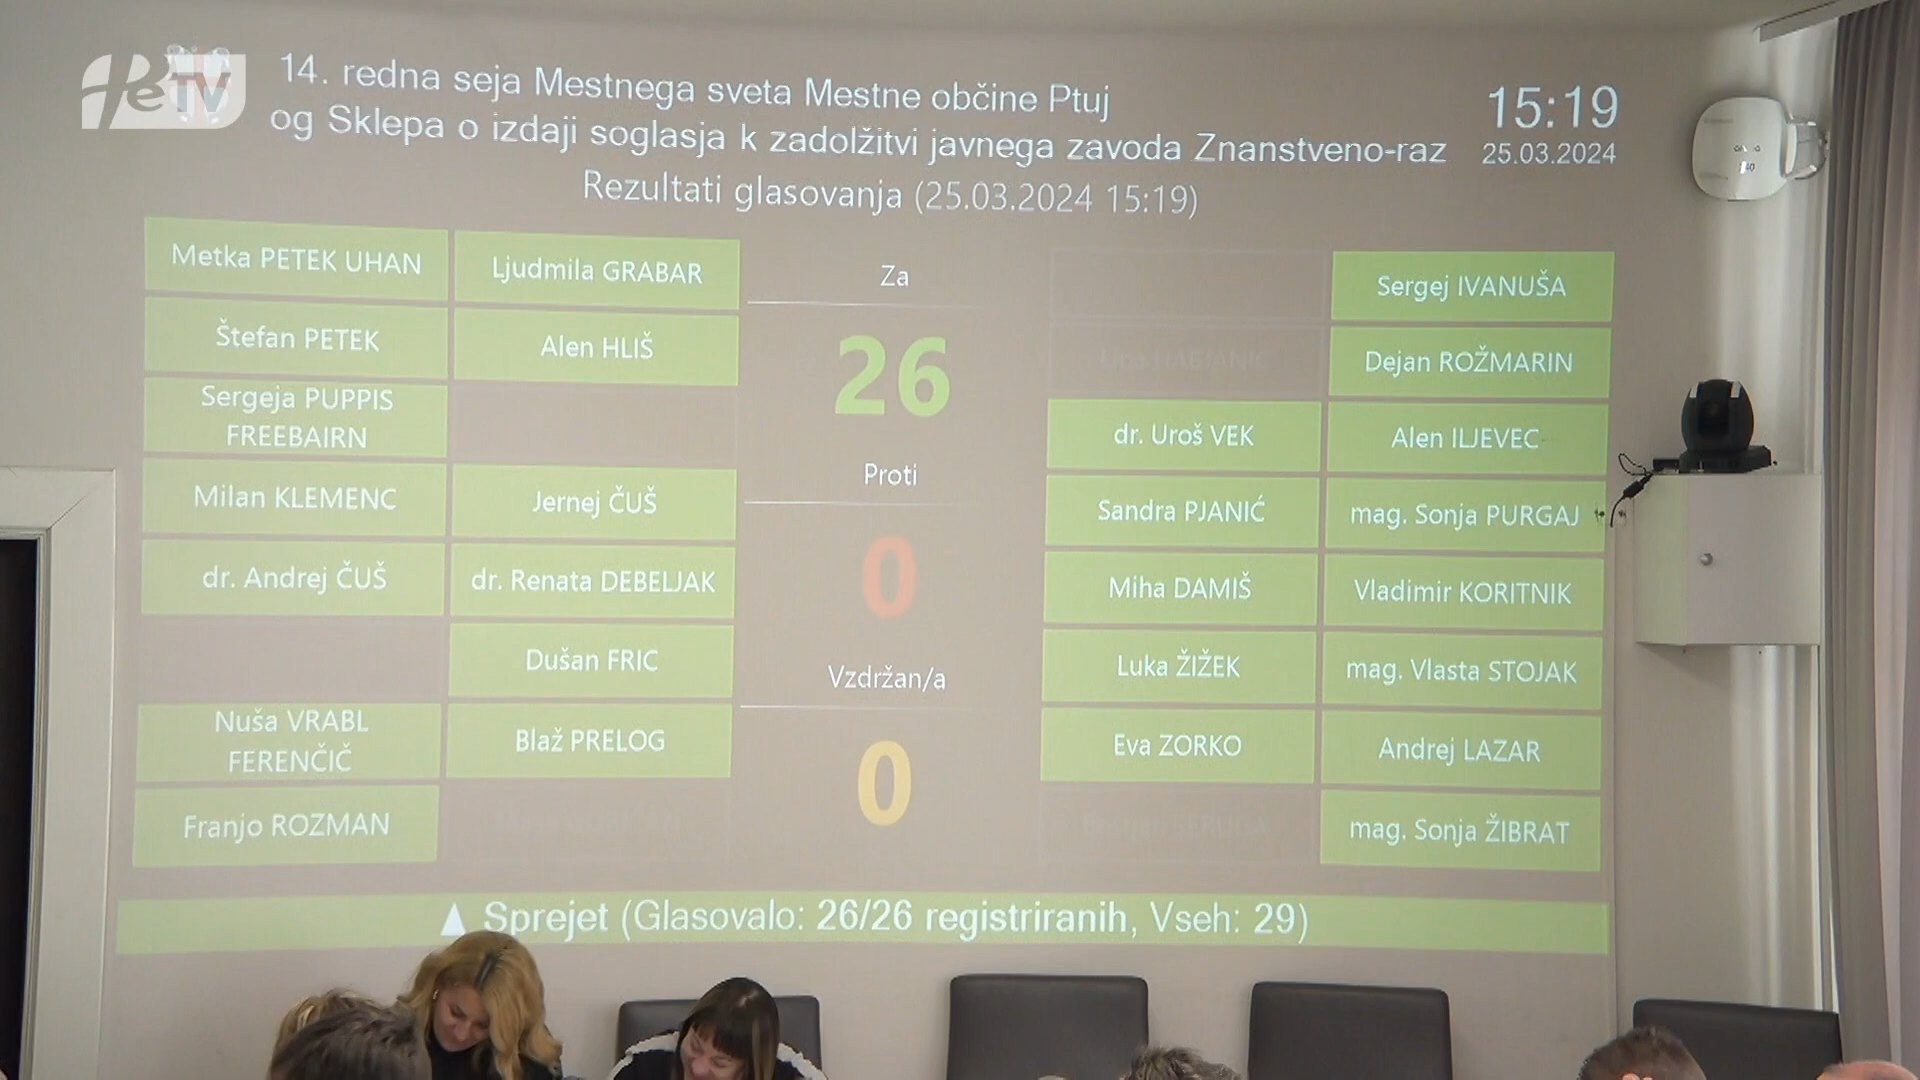 PeTV
14. redna seja Mestnega sveta Mestne občine Ptuj
og Sklepa o izdaji soglasja k zadolžitvi javnega zavoda Znanstveno-raz
15:19
25.03.2024
Rezultati glasovanja (25.03.2024 15:19)
Metka PETEK UHAN
Štefan PETEK
Sergeja PUPPIS
FREEBAIRN
Milan KLEMENC
dr. Andrej ČUŠ
Nuša VRABL
FERENČIČ
Franjo ROZMAN
Ljudmila GRABAR
Alen HLIŠ
Jernej ČUŠ
dr. Renata DEBELJAK
Dušan FRIC
Blaž PRELOG
Za
26
Proti
0
Vzdržan/a
0
dr. Uroš VEK
Sandra PJANIĆ
Miha DAMIŠ
Luka ŽIŽEK
Eva ZORKO
Sergej IVANUŠA
Dejan ROŽMARIN
Alen ILJEVEC
mag. Sonja PURGAJ
Vladimir KORITNIK
mag. Vlasta STOJAK
Andrej LAZAR
mag. Sonja ŽIBRAT
▲ Sprejet (Glasovalo: 26/26 registriranih, Vseh: 29)